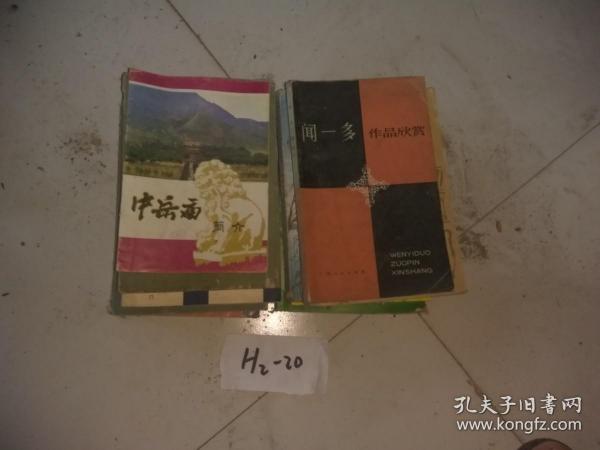 中岳庙
简介
闻一多
作品欣赏
WENYIDUO
ZUOPIN
XINSHANG
H2-20
孔夫子旧书网
www.kongfz.com